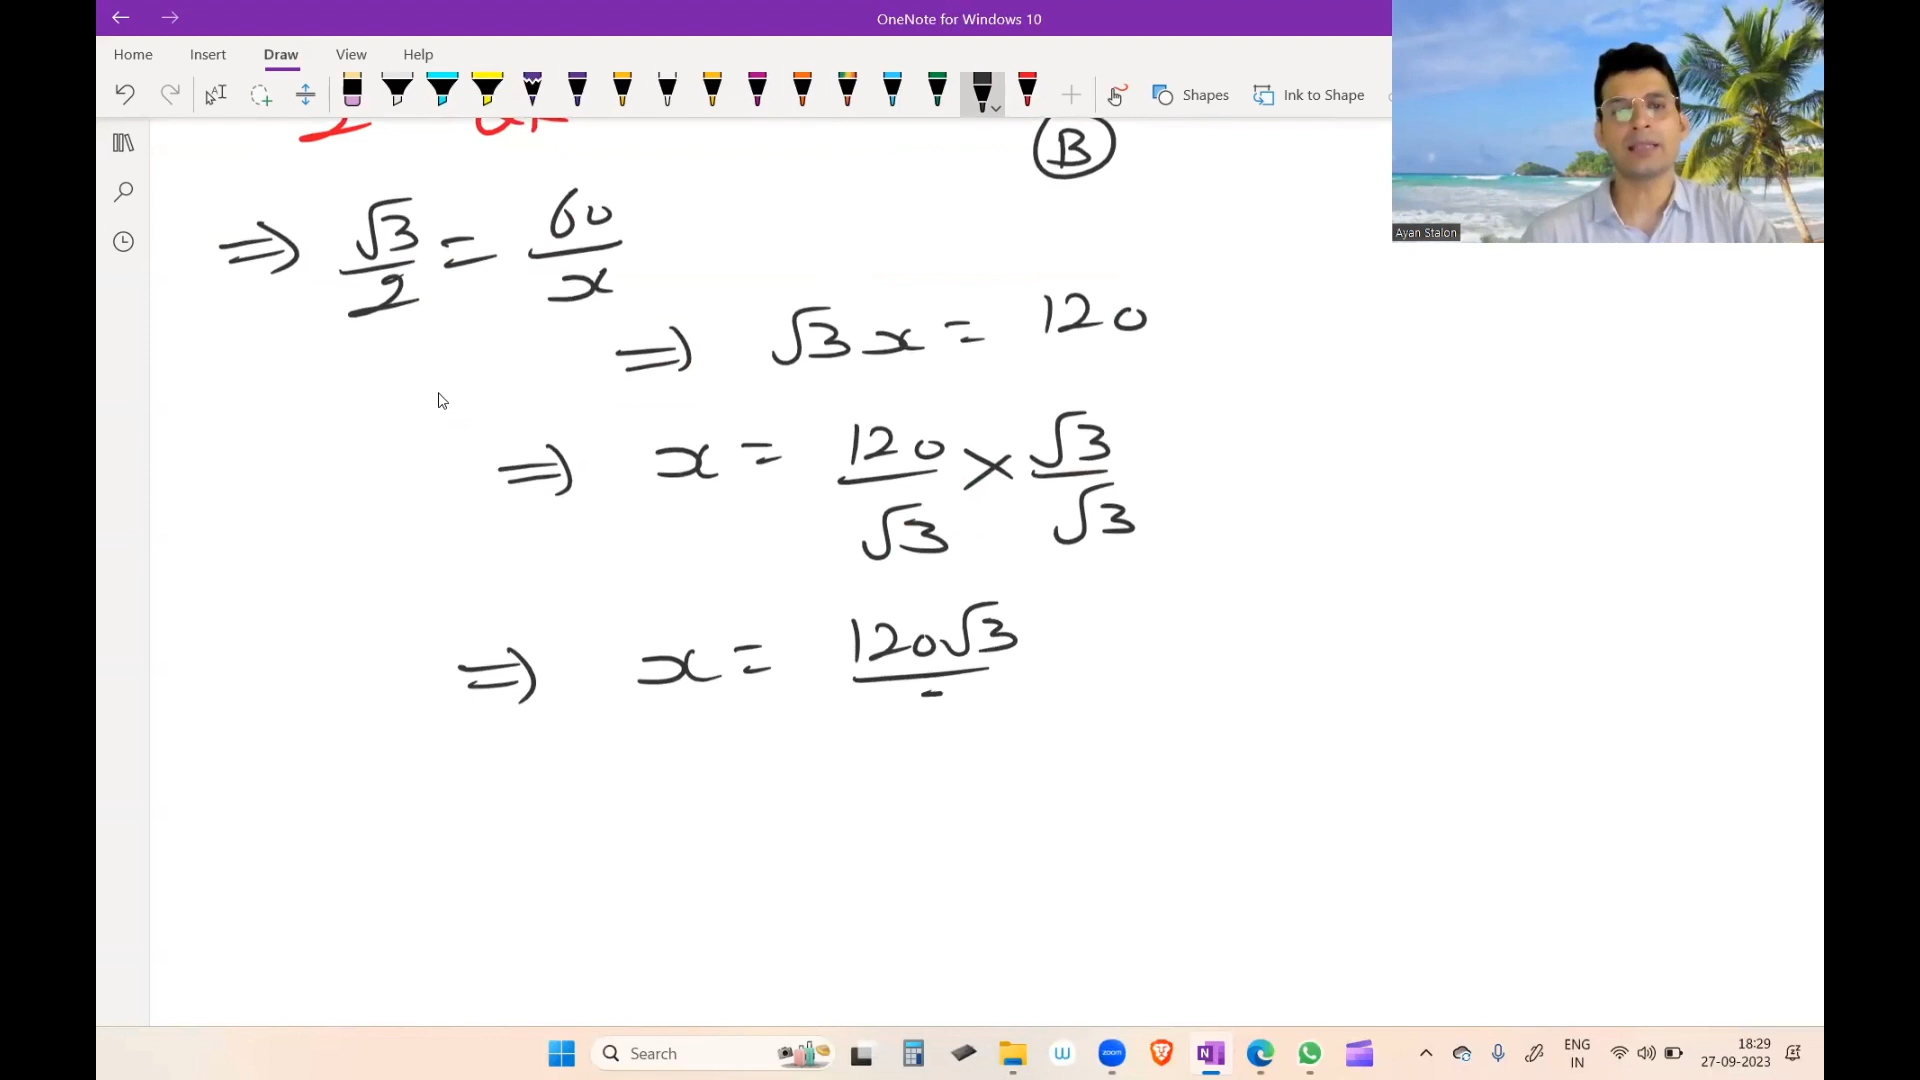 OneNote for Windows 10
Home Insert Draw View Help
Shapes Ink to Shape
B
⇒ √3/2 = 60/x
⇒ √3x = 120
⇒ x = 120/√3 × √3/√3
⇒ x = 120√3/
Ayan Stalon
Search
zoom
ENG
IN
18:29
27-09-2023